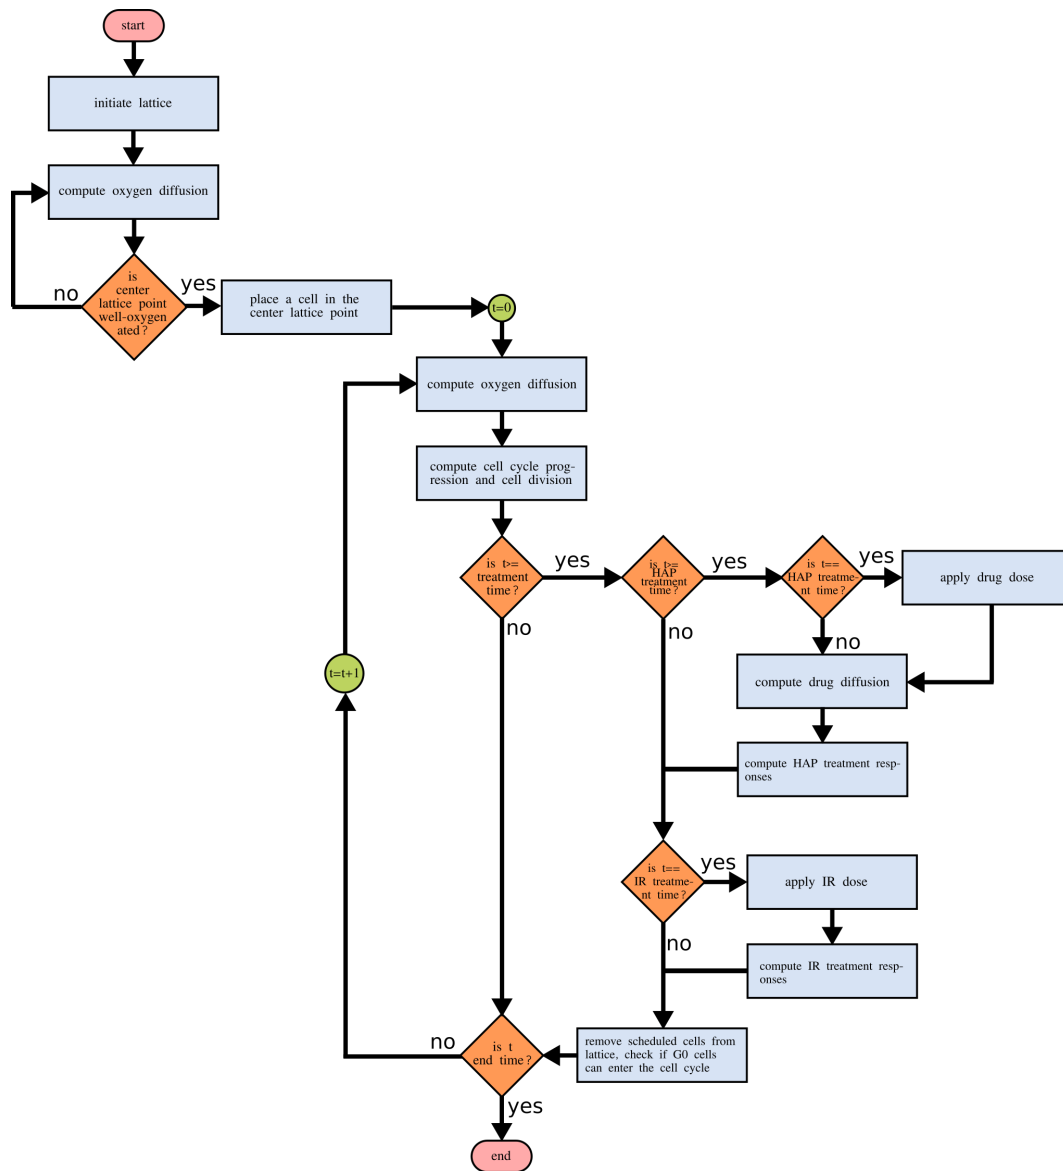 start
initiate lattice
compute oxygen diffusion
is
center
lattice point
well-oxygen
ated?
no
yes
place a cell in the
center lattice point
t=0
compute oxygen diffusion
compute cell cycle prog-
ression and cell division
is t>=
treatment
time?
yes
no
is t>=
HAP
treatment
time?
yes
no
is t==
HAP treatme-
nt time?
yes
no
apply drug dose
compute drug diffusion
compute HAP treatment resp-
onses
t=t+1
is t==
IR treatme-
nt time?
yes
no
apply IR dose
compute IR treatment resp-
onses
remove scheduled cells from
lattice, check if G0 cells
can enter the cell cycle
is t
end time?
no
yes
end